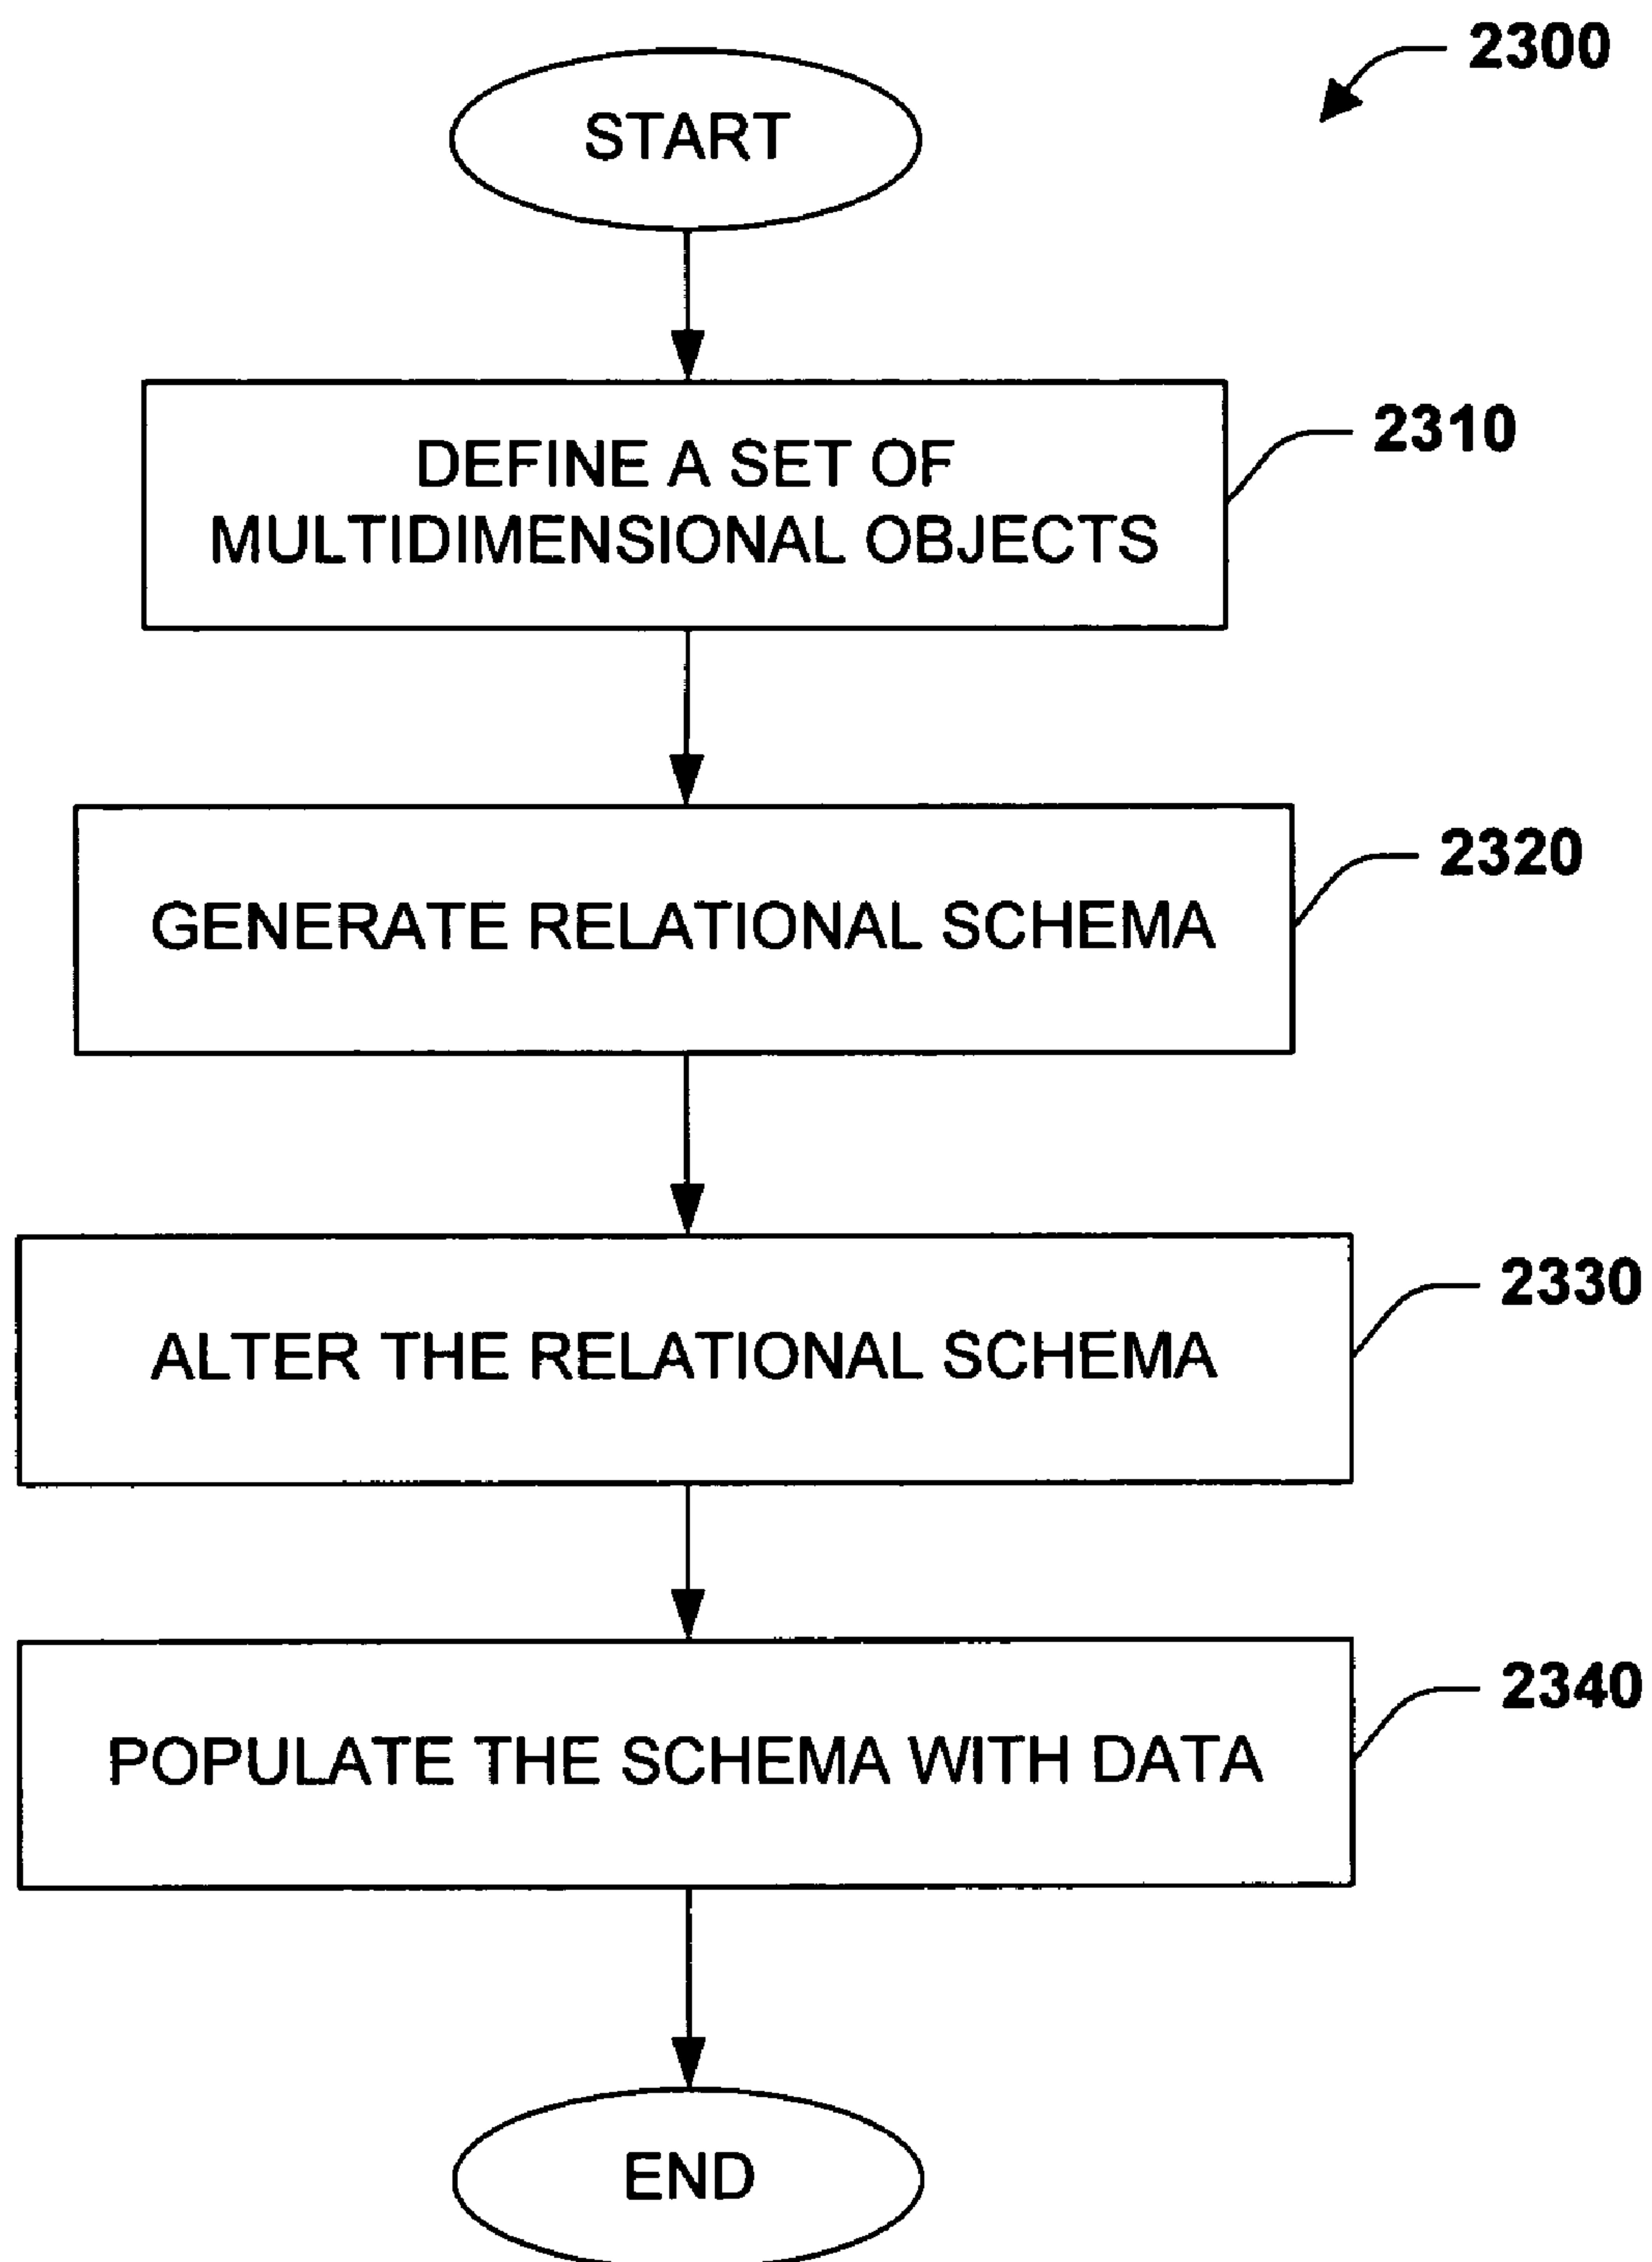 2300
START
DEFINE A SET OF
MULTIDIMENSIONAL OBJECTS
2310
GENERATE RELATIONAL SCHEMA
2320
ALTER THE RELATIONAL SCHEMA
2330
POPULATE THE SCHEMA WITH DATA
2340
END